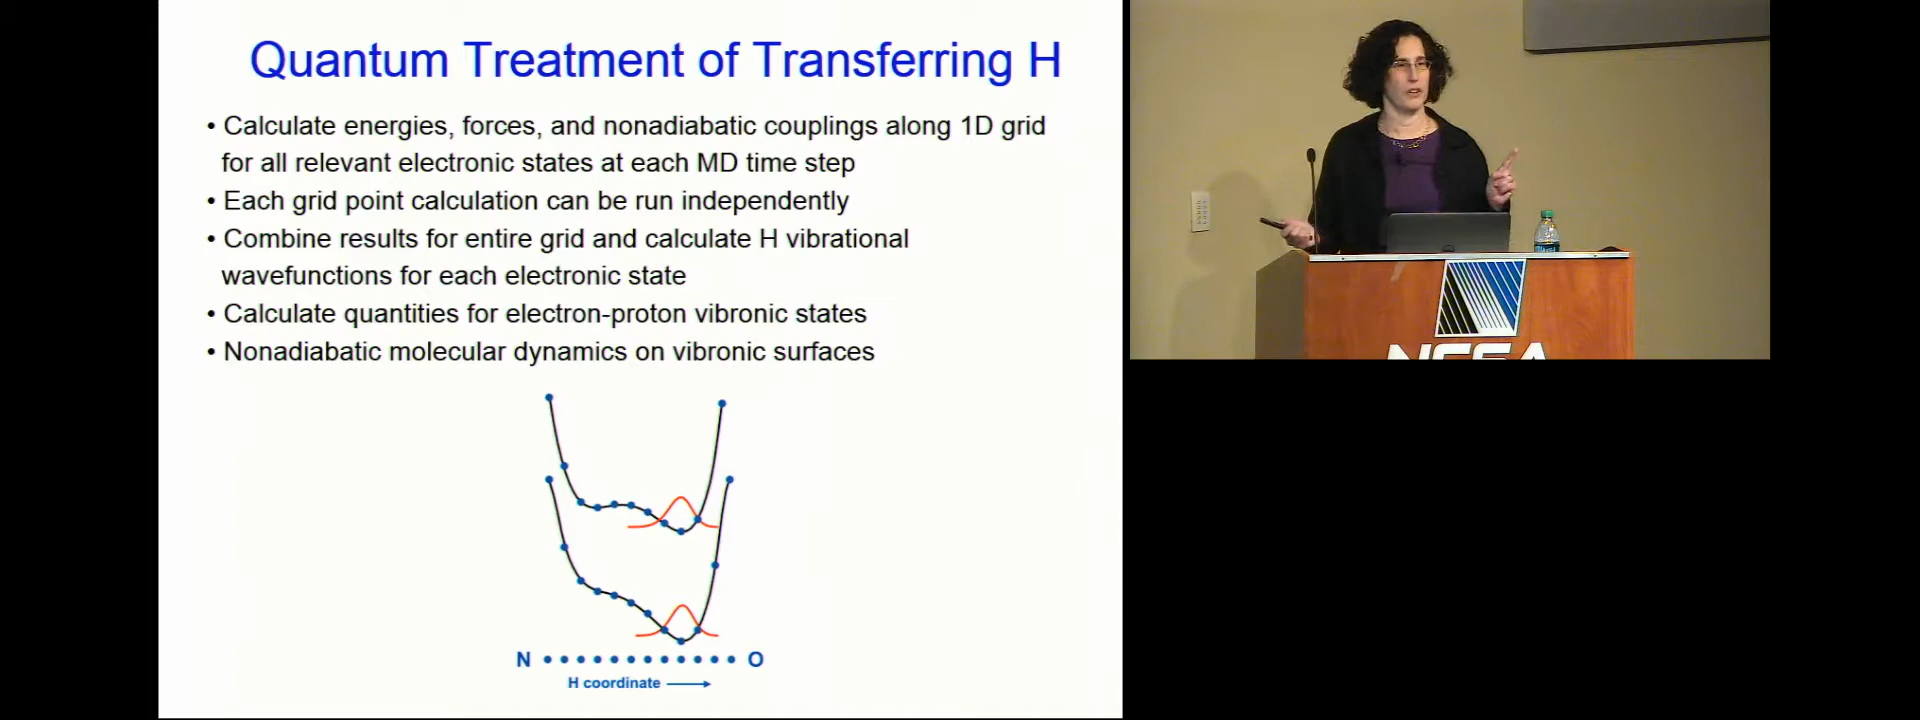 Quantum Treatment of Transferring H
• Calculate energies, forces, and nonadiabatic couplings along 1D grid
for all relevant electronic states at each MD time step
• Each grid point calculation can be run independently
• Combine results for entire grid and calculate H vibrational
wavefunctions for each electronic state
• Calculate quantities for electron-proton vibronic states
• Nonadiabatic molecular dynamics on vibronic surfaces
N O
H coordinate
NCSA